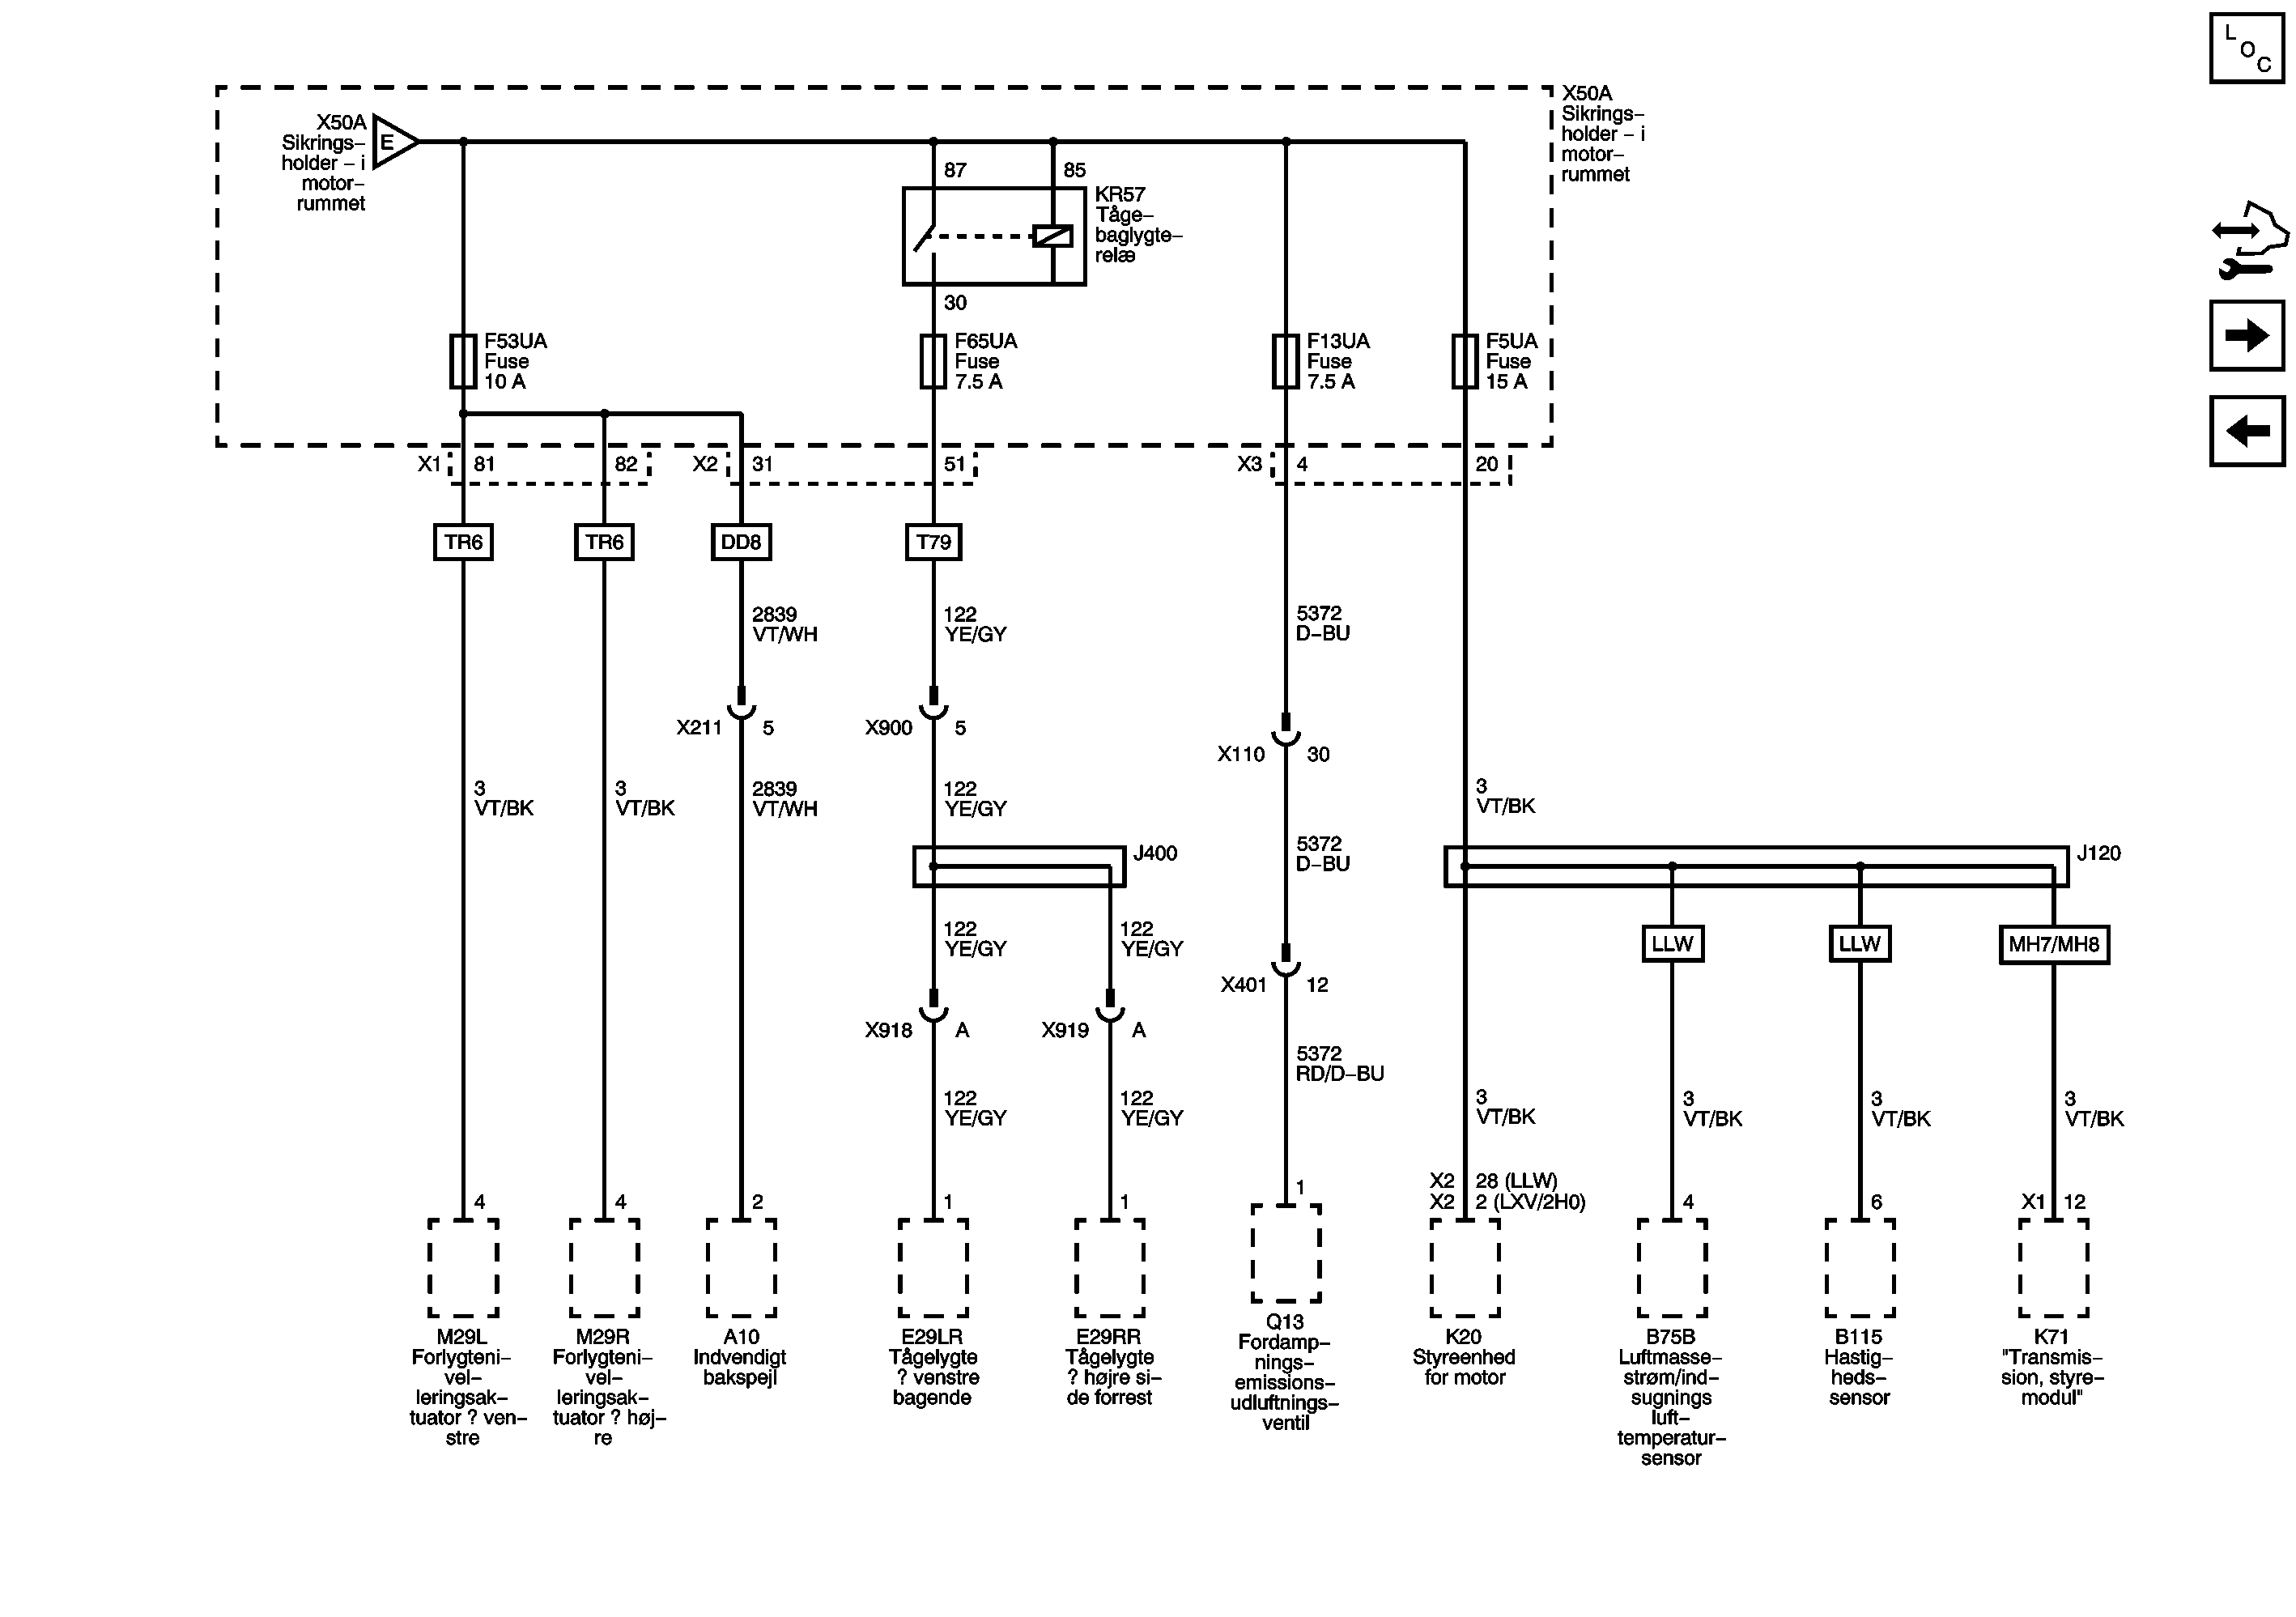 L
O
C
X50A
Sikrings–
holder – i
motor–
rummet
E
X50A
Sikrings–
holder – i
motor–
rummet
87
85
KR57
Tåge–
baglygte–
relæ
30
F53UA
Fuse
10 A
F65UA
Fuse
7.5 A
F13UA
Fuse
7.5 A
F5UA
Fuse
15 A
X1
81
82
X2
31
51
X3
4
20
TR6
TR6
DD8
T79
2839
VT/WH
122
YE/GY
5372
D–BU
X211
5
X900
5
X110
30
3
VT/BK
3
VT/BK
2839
VT/WH
122
YE/GY
3
VT/BK
5372
D–BU
J400
J120
122
YE/GY
122
YE/GY
LLW
LLW
MH7/MH8
X401
12
X918
A
X919
A
5372
RD/D–BU
122
YE/GY
122
YE/GY
3
VT/BK
3
VT/BK
3
VT/BK
3
VT/BK
X2
28 (LLW)
X2
2 (LXV/2H0)
4
4
2
1
1
1
4
6
X1
12
M29L
Forlygteni–
vel–
leringsak–
tuator ? ven–
stre
M29R
Forlygteni–
vel–
leringsak–
tuator ? høj–
re
A10
Indvendigt
bakspejl
E29LR
Tågelygte
? venstre
bagende
E29RR
Tågelygte
? højre si–
de forrest
Q13
Fordamp–
nings–
emissions–
udluftnings–
ventil
K20
Styreenhed
for motor
B75B
Luftmasse–
strøm/ind–
sugnings
luft–
temperatur–
sensor
B115
Hastig–
heds–
sensor
K71
"Transmis–
sion, styre–
modul"